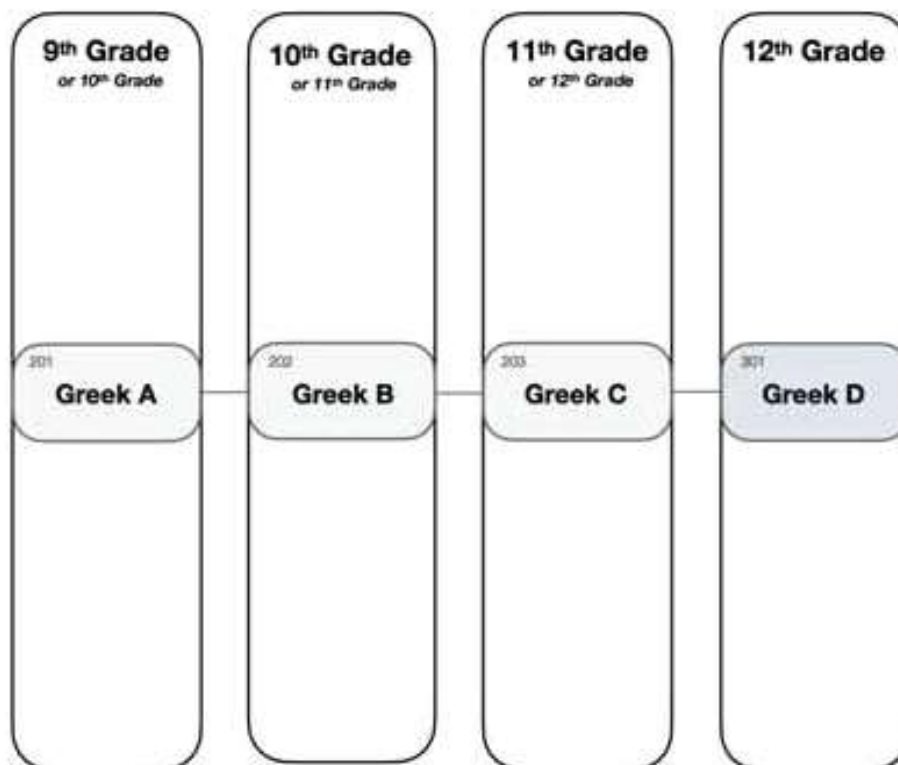 9th Grade
or 10th Grade
10th Grade
or 11th Grade
11th Grade
or 12th Grade
12th Grade
201
Greek A
202
Greek B
203
Greek C
301
Greek D